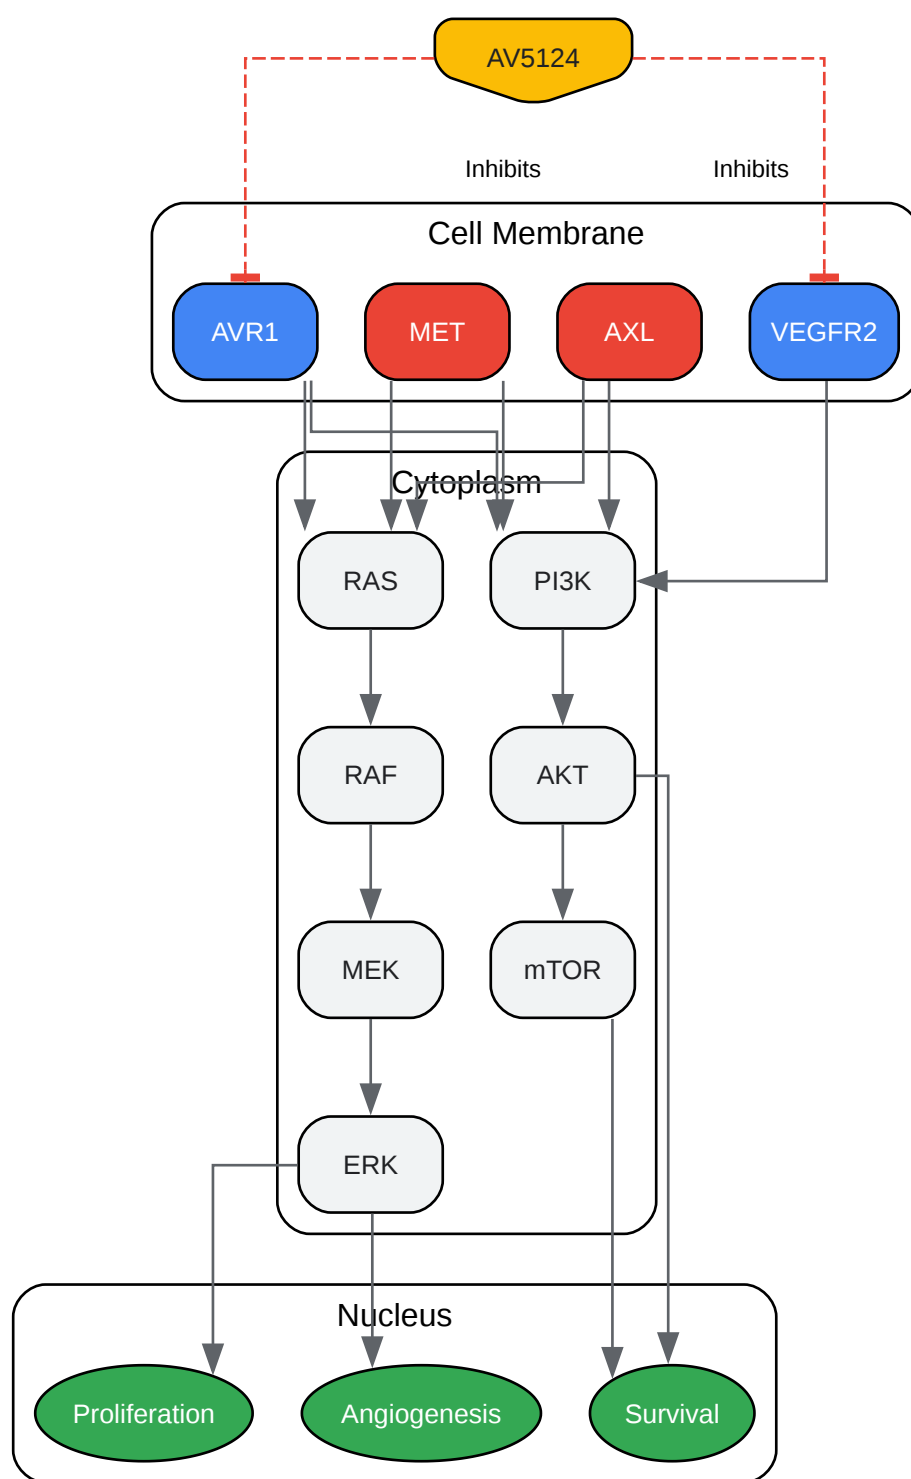 AV5124
Inhibits
Inhibits
Cell Membrane
AVR1
MET
AXL
VEGFR2
Cytoplasm
RAS
PI3K
RAF
AKT
MEK
mTOR
ERK
Nucleus
Proliferation
Angiogenesis
Survival